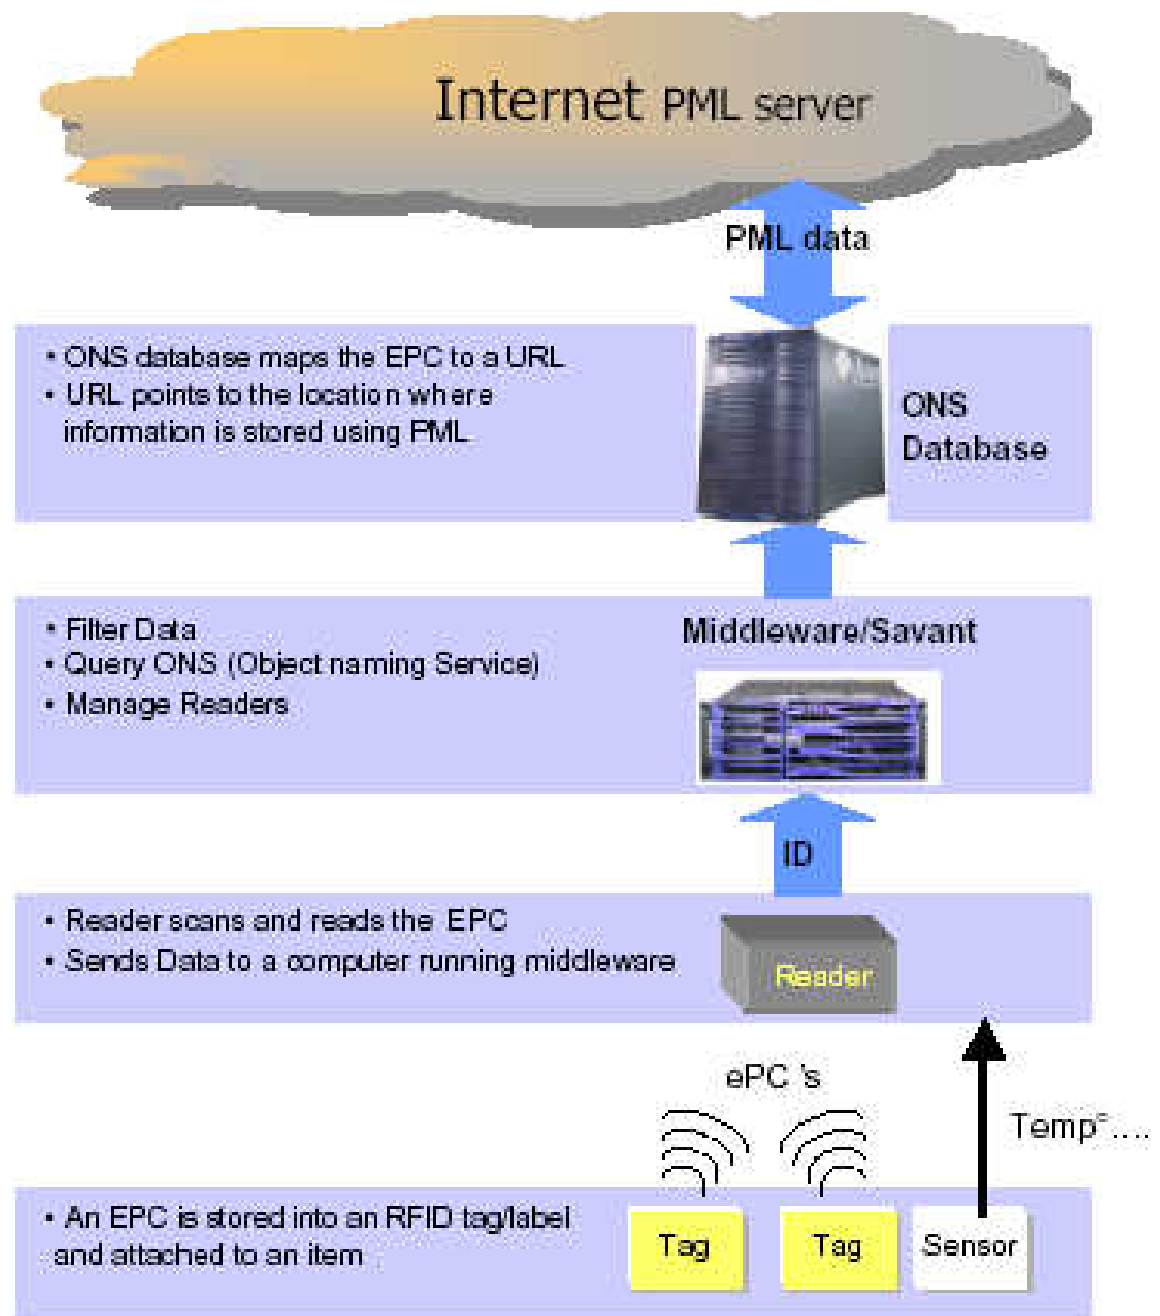 Internet PML server
PML data
• ONS database maps the EPC to a URL
• URL points to the location where
information is stored using PML
ONS
Database
• Filter Data
• Query ONS (Object naming Service)
• Manage Readers
Middleware/Savant
ID
• Reader scans and reads the EPC
• Sends Data to a computer running middleware
Reader
ePC 's
Temp°....
• An EPC is stored into an RFID tag/label
and attached to an item
Tag
Tag
Sensor